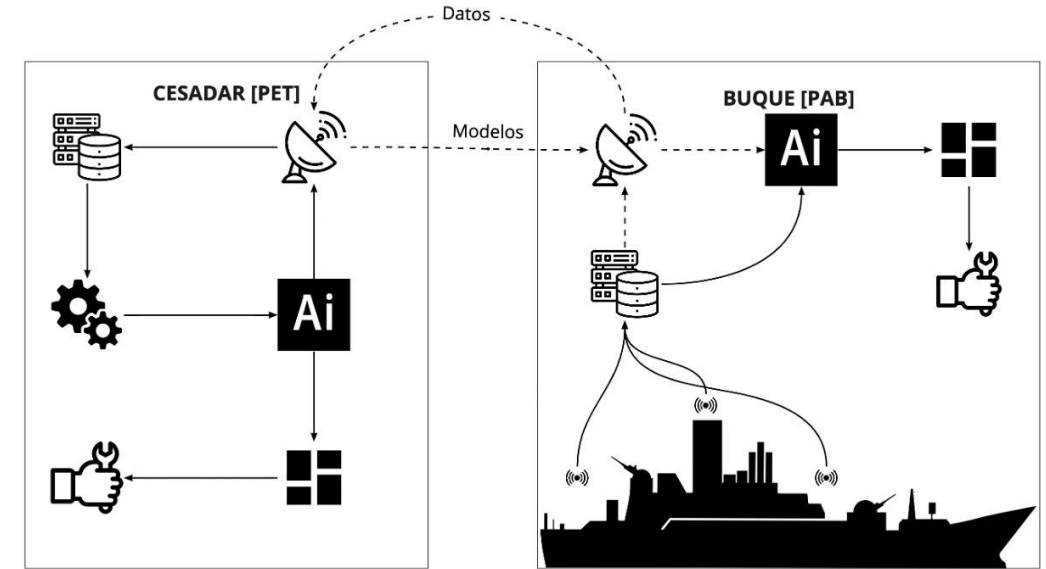 Datos
CESADAR [PET]
BUQUE [PAB]
Modelos
Ai
Ai